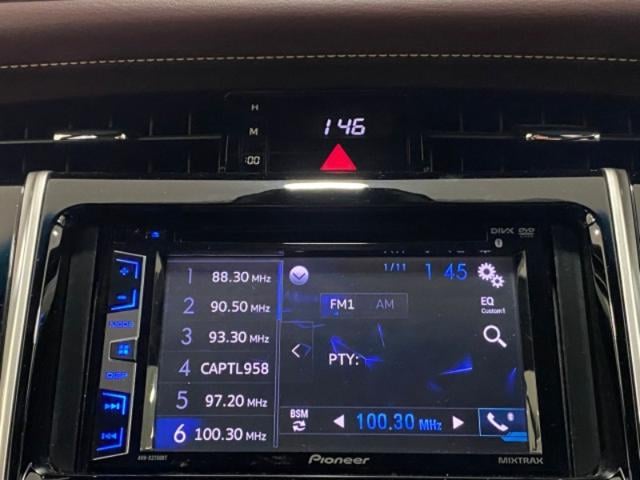 H
M
:00
1:46
DIVX DVD
1/11 1 45
1 88.30 MHz
2 90.50 MHz
3 93.30 MHz
4 CAPTL958
5 97.20 MHz
6 100.30 MHz
FM1 AM
PTY:
EQ
Custom1
BSM
100.30 MHz
MODE
DISP
Pioneer
MIXTRAX